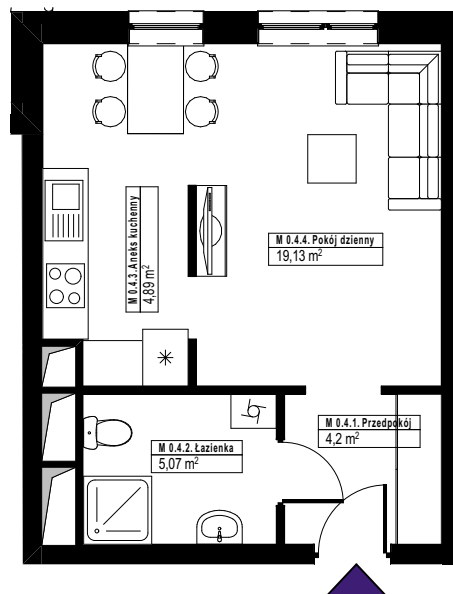 M 0.4.3. Aneks kuchenny
4,89 m²
M 0.4.4. Pokój dzienny
19,13 m²
M 0.4.1. Przedpokój
4,2 m²
M 0.4.2. Łazienka
5,07 m²